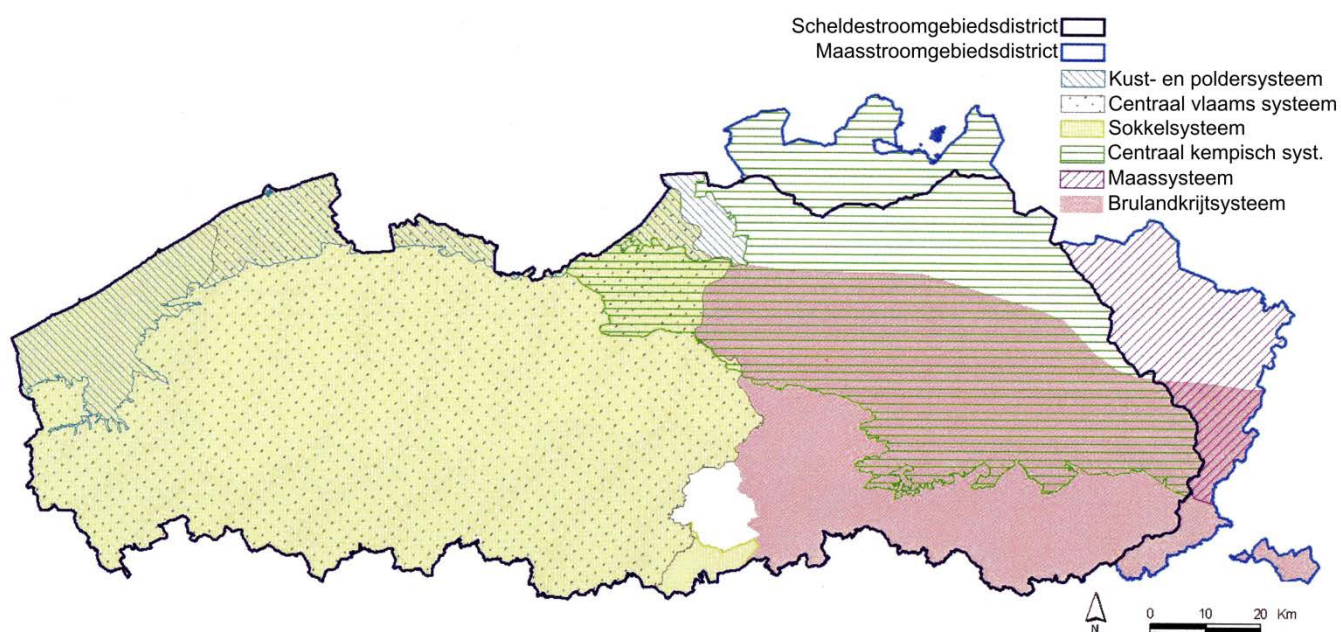 Scheldestroomgebiedsdistrict
Maasstroomgebiedsdistrict
Kust- en poldersysteem
Centraal vlaams systeem
Sokkelsysteem
Centraal kempisch syst.
Maassysteem
Brulandkrijtsysteem
N
0 10 20 Km